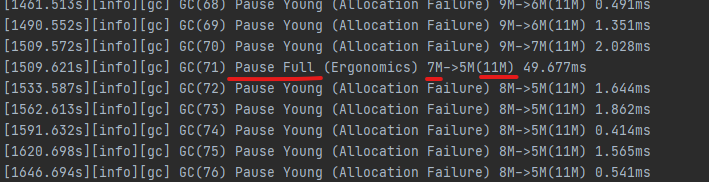 [1461.513s][info][gc] GC(68) Pause Young (Allocation Failure) 9M->6M(11M) 0.491ms
[1490.552s][info][gc] GC(69) Pause Young (Allocation Failure) 9M->6M(11M) 1.351ms
[1509.572s][info][gc] GC(70) Pause Young (Allocation Failure) 9M->7M(11M) 2.028ms
[1509.621s][info][gc] GC(71) Pause Full (Ergonomics) 7M->5M(11M) 49.677ms
[1533.587s][info][gc] GC(72) Pause Young (Allocation Failure) 8M->5M(11M) 1.644ms
[1562.613s][info][gc] GC(73) Pause Young (Allocation Failure) 8M->5M(11M) 1.862ms
[1591.632s][info][gc] GC(74) Pause Young (Allocation Failure) 8M->5M(11M) 0.414ms
[1620.698s][info][gc] GC(75) Pause Young (Allocation Failure) 8M->5M(11M) 1.565ms
[1646.694s][info][gc] GC(76) Pause Young (Allocation Failure) 8M->5M(11M) 0.541ms